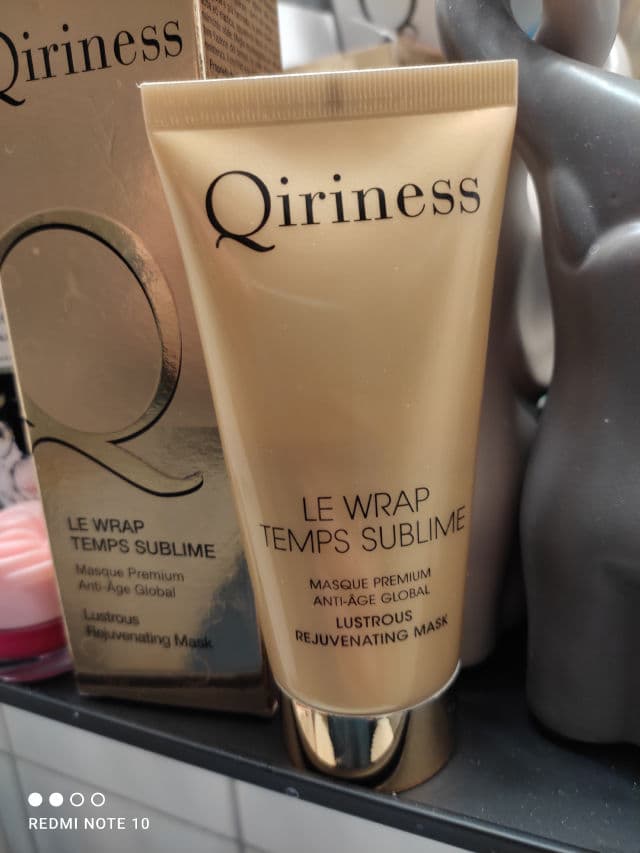 Qiriness
LE WRAP
TEMPS SUBLIME
Masque Premium
Anti-Âge Global
Lustrous
Rejuvenating Mask
Qiriness
LE WRAP
TEMPS SUBLIME
MASQUE PREMIUM
ANTI-ÂGE GLOBAL
LUSTROUS
REJUVENATING MASK
REDMI NOTE 10